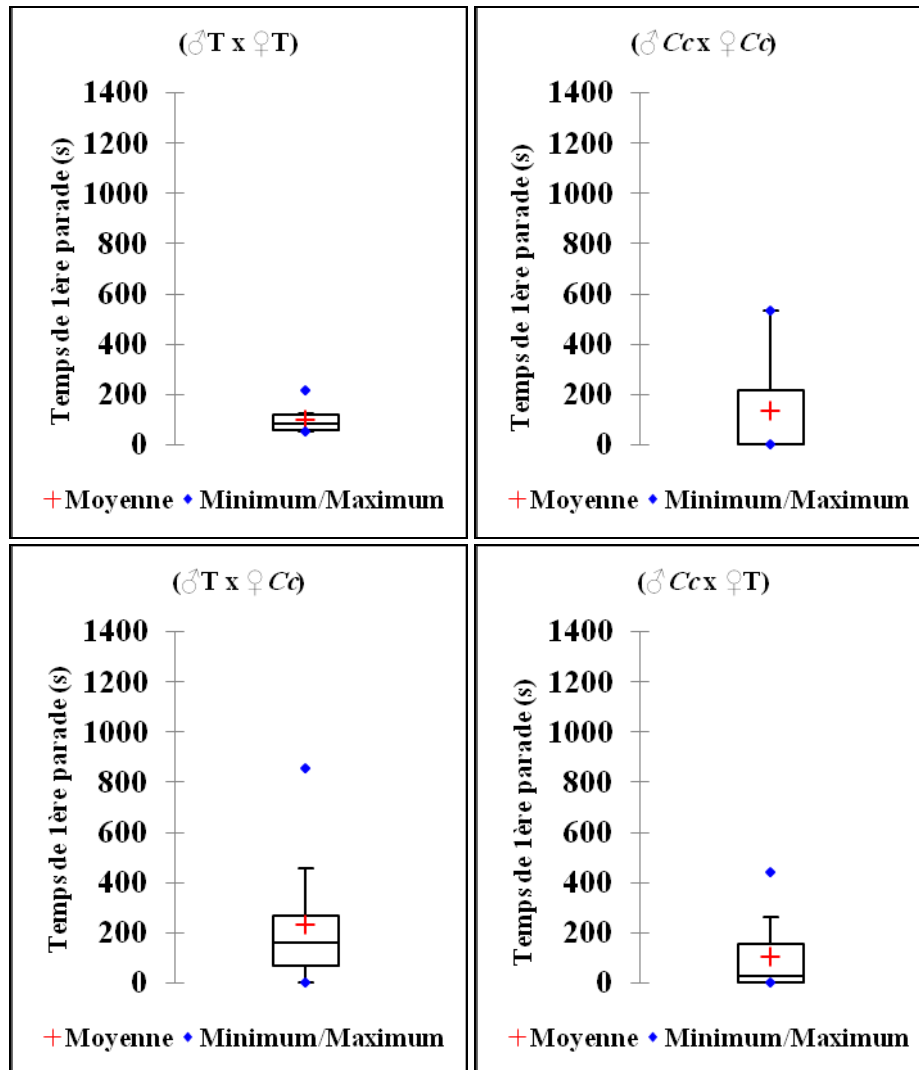 (♂T x ♀T)
Temps de 1ère parade (s)
1400
1200
1000
800
600
400
200
0
+ Moyenne ◆ Minimum/Maximum
(♂Cc x ♀Cc)
Temps de 1ère parade (s)
1400
1200
1000
800
600
400
200
0
+ Moyenne ◆ Minimum/Maximum
(♂T x ♀Cc)
Temps de 1ère parade (s)
1400
1200
1000
800
600
400
200
0
+ Moyenne ◆ Minimum/Maximum
(♂Cc x ♀T)
Temps de 1ère parade (s)
1400
1200
1000
800
600
400
200
0
+ Moyenne ◆ Minimum/Maximum